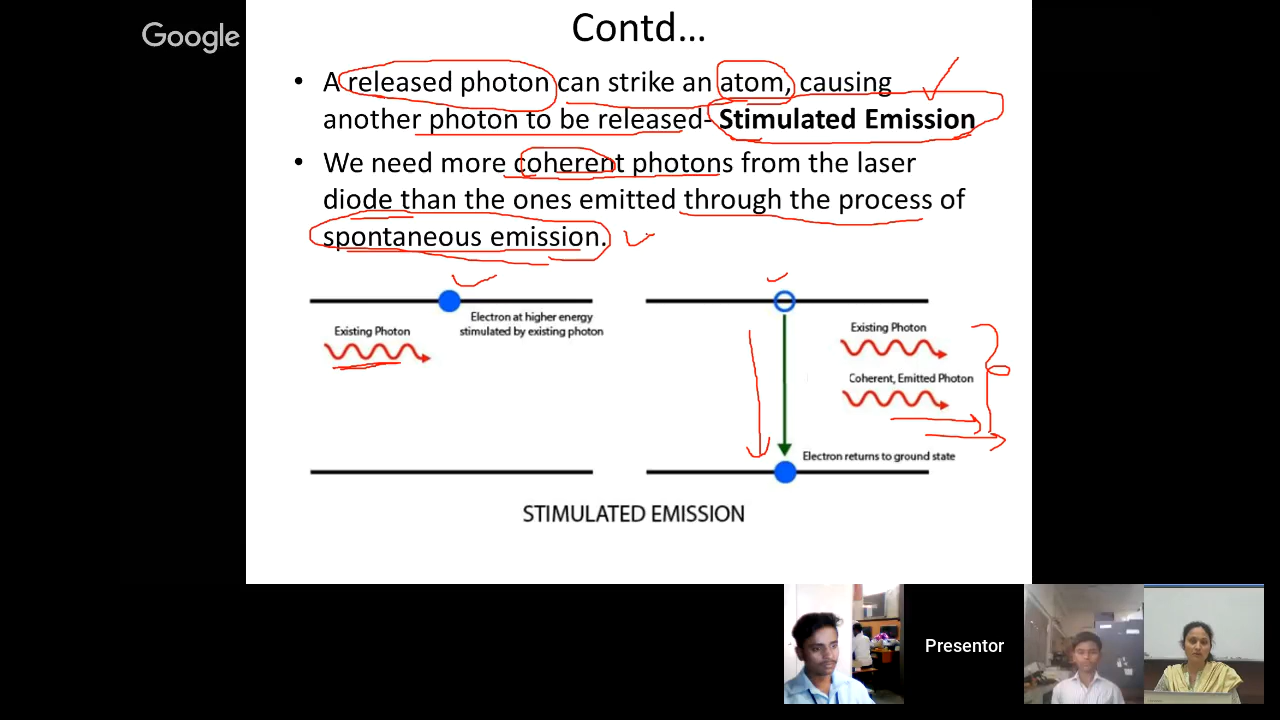 Google
Contd...
• A released photon can strike an atom, causing
another photon to be released- Stimulated Emission
• We need more coherent photons from the laser
diode than the ones emitted through the process of
spontaneous emission.
Electron at higher energy
stimulated by existing photon
Existing Photon
Existing Photon
Coherent, Emitted Photon
Electron returns to ground state
STIMULATED EMISSION
Presentor